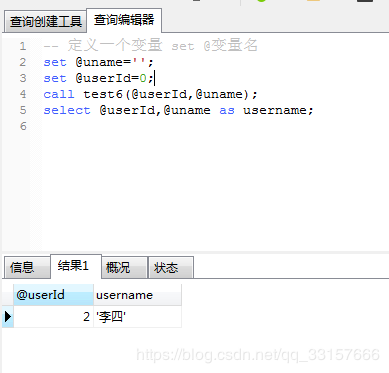 查询创建工具 查询编辑器
1 -- 定义一个变量 set @变量名
2 set @uname='';
3 set @userId=0;
4 call test6(@userId,@uname);
5 select @userId,@uname as username;
6
信息 结果1 概况 状态
@userId username
2 '李四'
https://blog.csdn.net/qq_33157666